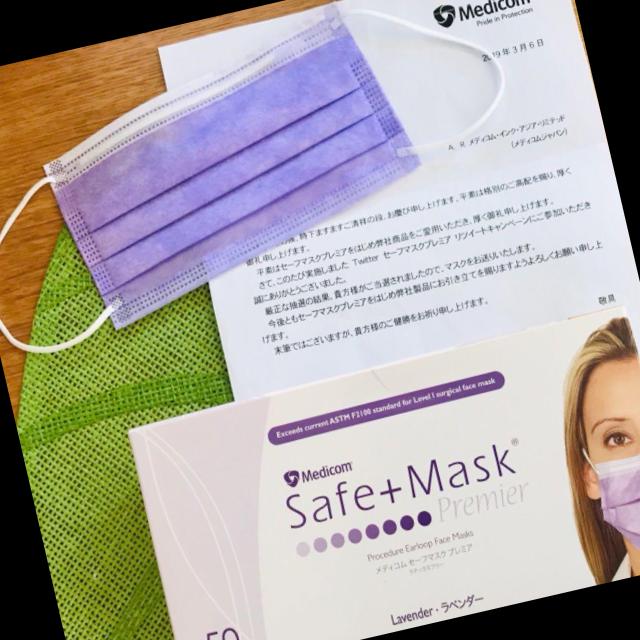 Medicom
Pride in Protection
2019年3月6日
A. R. メディコム・インク・アジア・リミテッド
(メディコムジャパン)
時下ますますご清祥の段、お慶び申し上げます。平素は格別のご高配を賜り、厚く
御礼申し上げます。
平素はセーフマスクプレミアをはじめ弊社商品をご愛用いただき、厚く御礼申し上げます。
さて、このたび実施しました Twitter セーフマスクプレミア リツイートキャンペーンにご参加いただき
誠にありがとうございました。
厳正な抽選の結果、貴方様がご当選されましたので、マスクをお送りいたします。
今後ともセーフマスクプレミアをはじめ弊社製品にお引き立てを賜りますようよろしくお願い申し上
げます。
末筆ではございますが、貴方様のご健勝をお祈り申し上げます。
敬具
Exceeds current ASTM F2100 standard for Level 1 surgical face mask
Medicom®
Safe+Mask®
Premier
Procedure Earloop Face Masks
メディコム セーフマスク プレミア
Lavender・ラベンダー
50